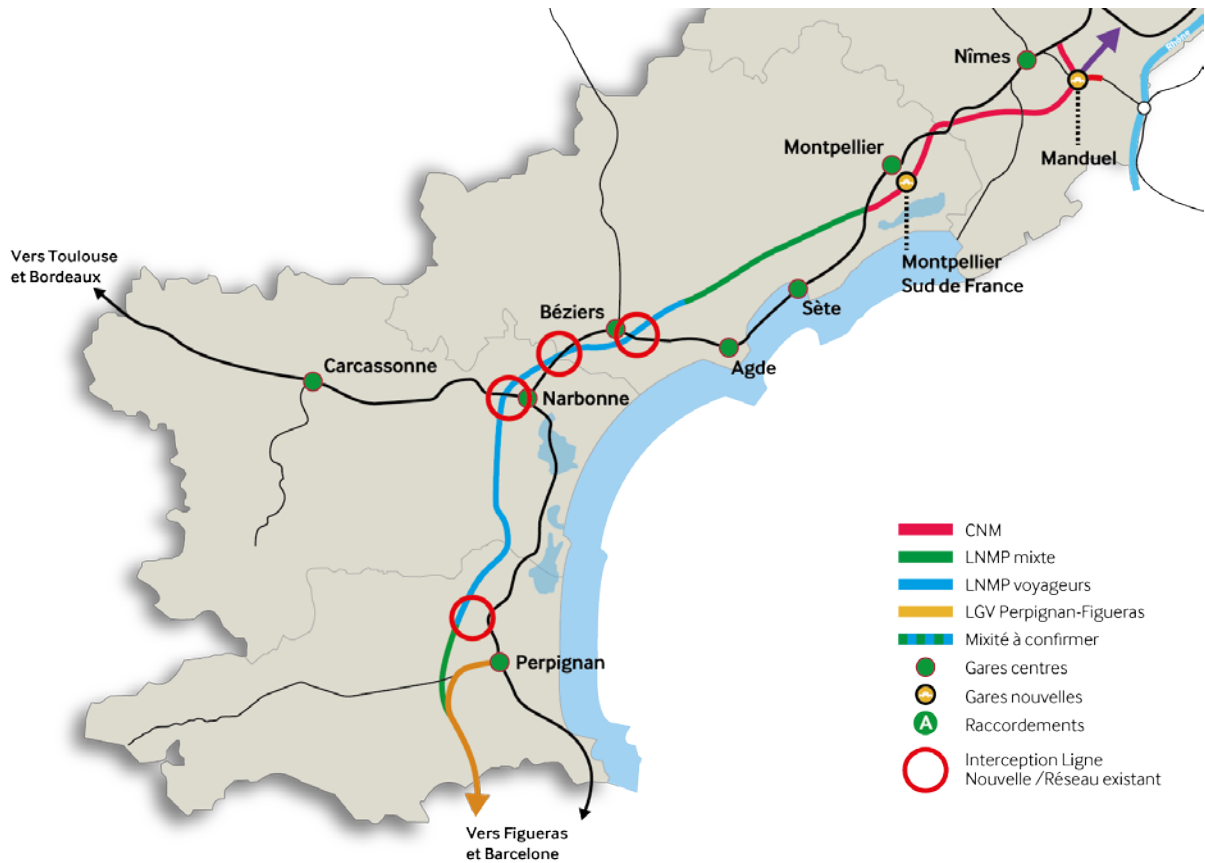 Nîmes
Rhône
Montpellier
Manduel
Vers Toulouse
et Bordeaux
Montpellier
Sud de France
Béziers
Sète
Agde
Carcassonne
Narbonne
Perpignan
Vers Figueras
et Barcelone
CNM
LNMP mixte
LNMP voyageurs
LGV Perpignan-Figueras
Mixité à confirmer
Gares centres
Gares nouvelles
A Raccordements
Interception Ligne
Nouvelle /Réseau existant